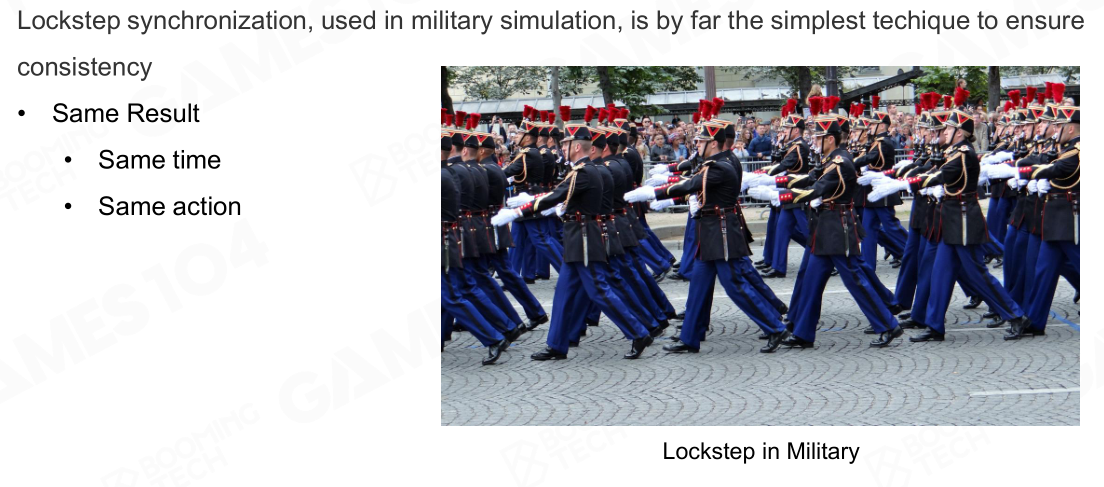 Lockstep synchronization, used in military simulation, is by far the simplest techique to ensure
consistency
• Same Result
• Same time
• Same action
Lockstep in Military
GAMES104
BOOMING
TECH